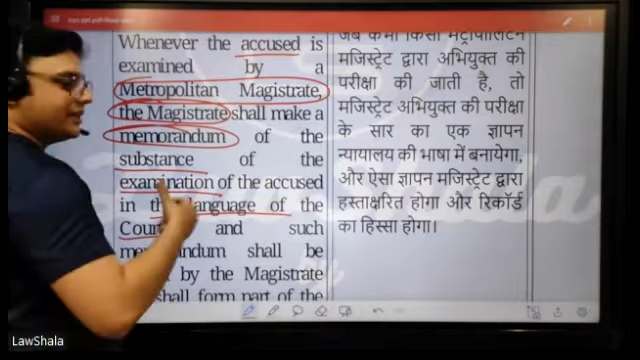 Whenever the accused is
examined by a
Metropolitan Magistrate,
the Magistrate shall make a
memorandum of the
substance of the
examination of the accused
in language of the
Court and such
shall be
by the Magistrate
shall form part of the
मजिस्ट्रेट द्वारा अभियुक्त की
परीक्षा की जाती है, तो
मजिस्ट्रेट अभियुक्त की परीक्षा
के सार का एक ज्ञापन
न्यायालय की भाषा में बनायेगा,
और ऐसा ज्ञापन मजिस्ट्रेट द्वारा
हस्ताक्षरित होगा और रिकॉर्ड
का हिस्सा होगा।
LawShala